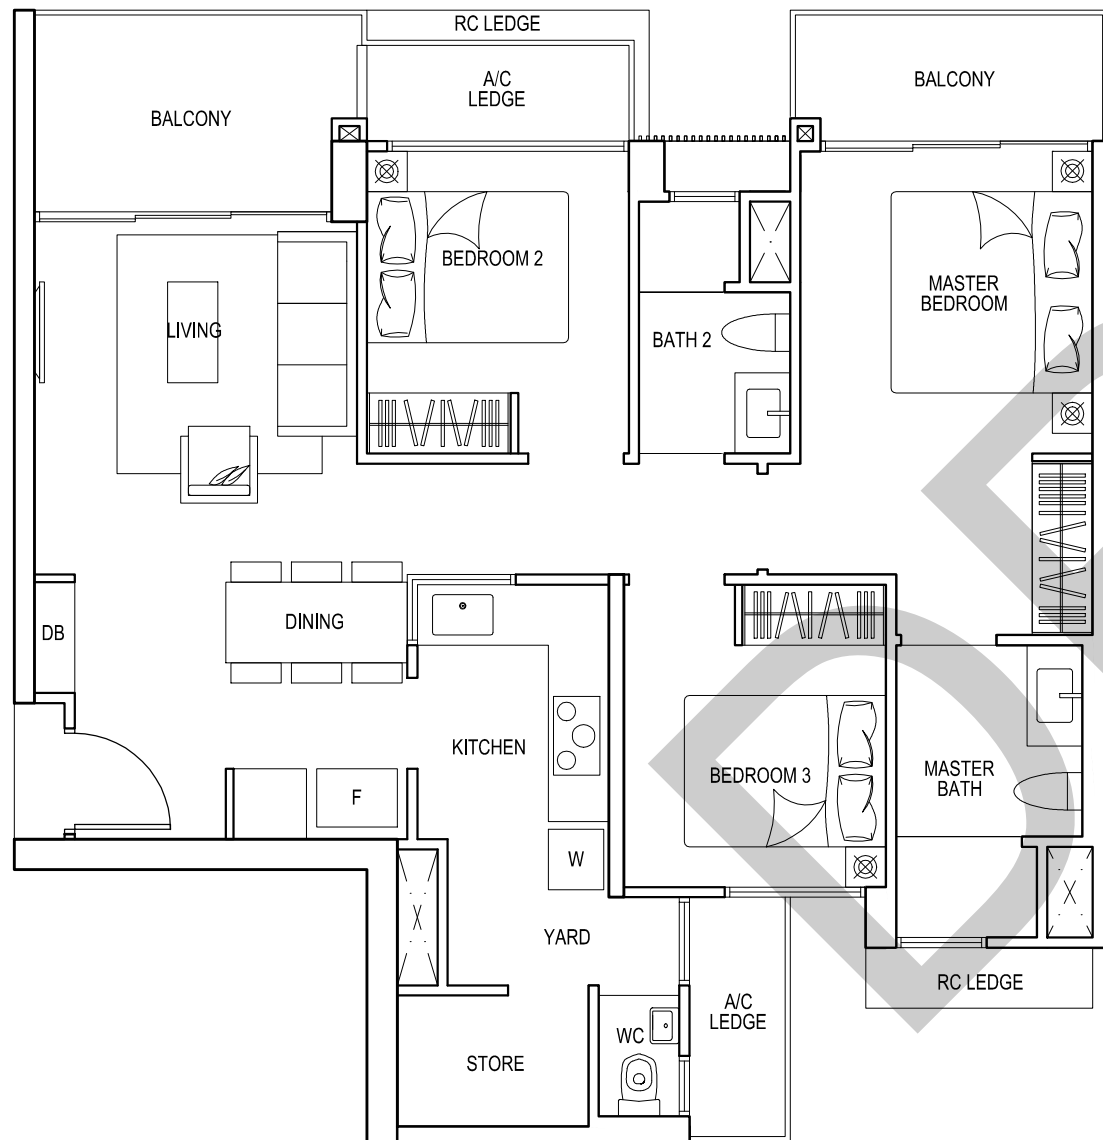 RC LEDGE
A/C
LEDGE
BALCONY
BALCONY
BEDROOM 2
MASTER
BEDROOM
LIVING
BATH 2
DB
DINING
KITCHEN
BEDROOM 3
MASTER
BATH
F
W
YARD
RC LEDGE
A/C
LEDGE
WC
STORE